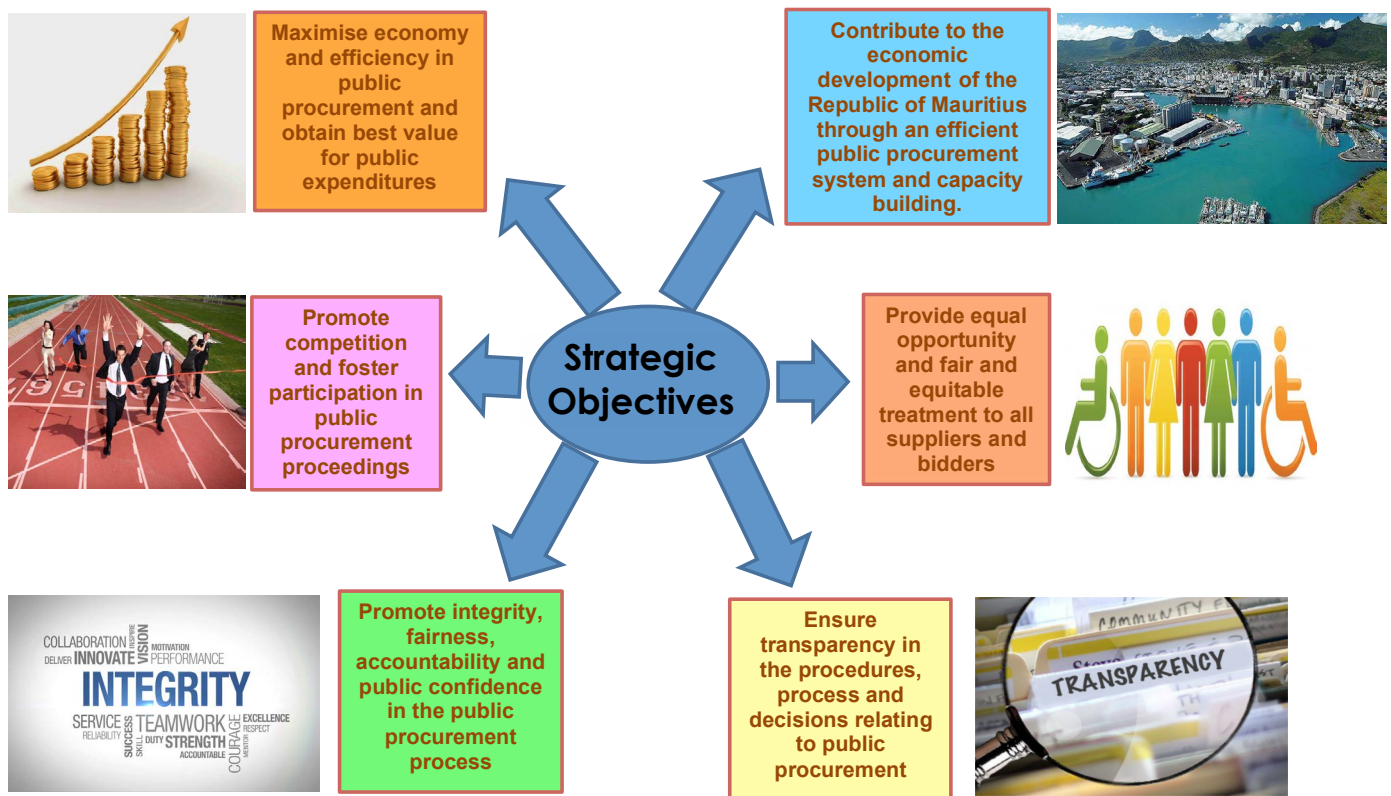 Maximise economy
and efficiency in
public
procurement and
obtain best value
for public
expenditures
Contribute to the
economic
development of the
Republic of Mauritius
through an efficient
public procurement
system and capacity
building.
Promote
competition
and foster
participation in
public
procurement
proceedings
Strategic
Objectives
Provide equal
opportunity
and fair and
equitable
treatment to all
suppliers and
bidders
COLLABORATION
INSPIRE
VISION
MOTIVATION
DELIVER INNOVATE
PERFORMANCE
INTEGRITY
SERVICE
RELIABILITY
SUCCESS
SKILL
TEAMWORK
DUTY STRENGTH
ACCOUNTABLE
COURAGE
EXCELLENCE
RESPECT
MENTOR
Promote integrity,
fairness,
accountability and
public confidence
in the public
procurement
process
Ensure
transparency in
the procedures,
process and
decisions relating
to public
procurement
COMMUNITY
TRANSPARENCY